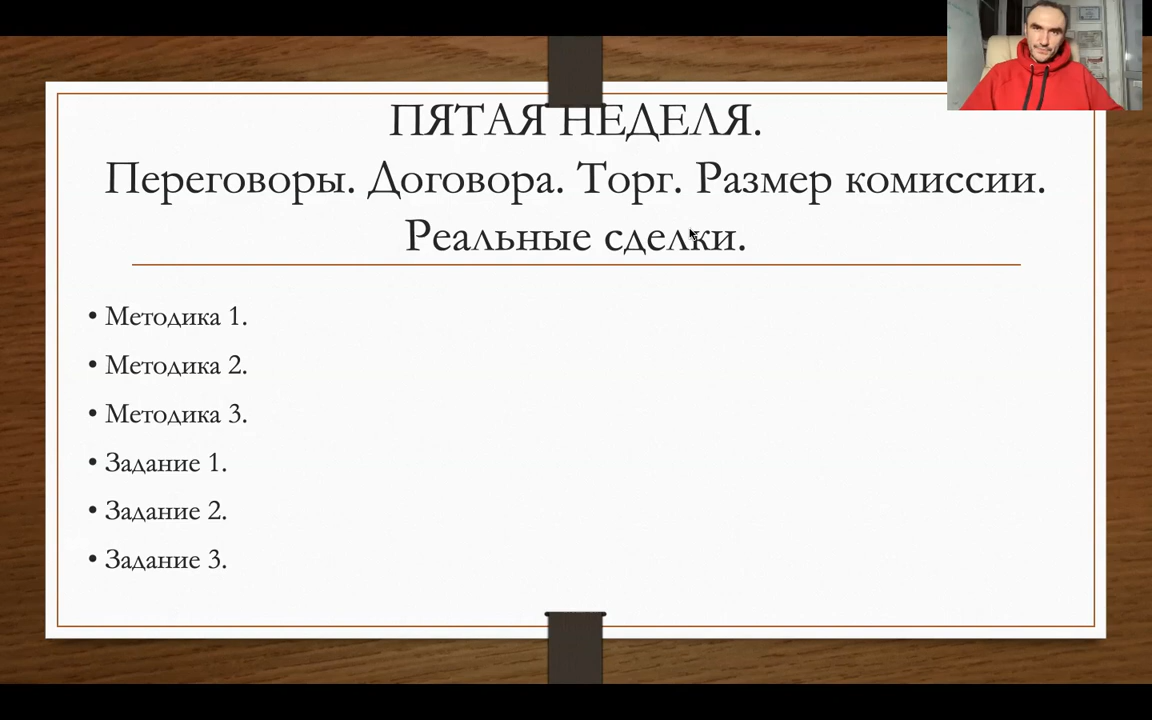 ПЯТАЯ НЕДЕЛЯ.
Переговоры. Договора. Торг. Размер комиссии.
Реальные сделки.
• Методика 1.
• Методика 2.
• Методика 3.
• Задание 1.
• Задание 2.
• Задание 3.